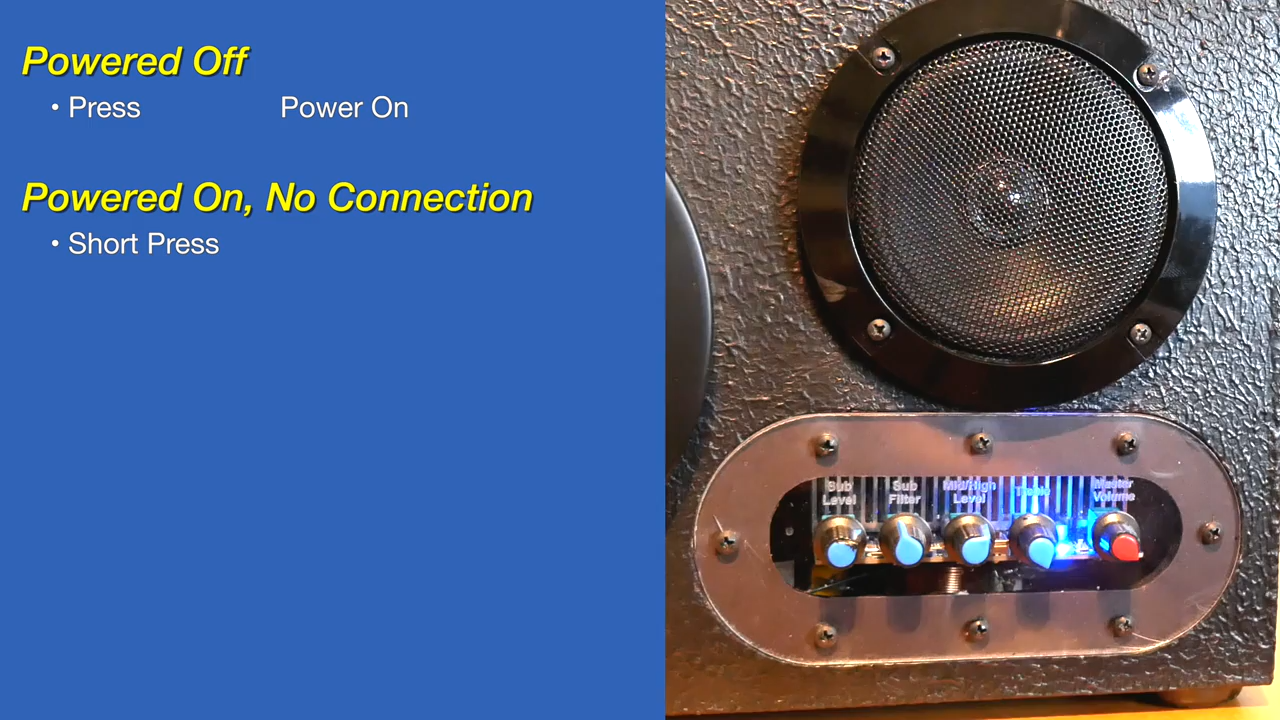 Powered Off
• Press Power On
Powered On, No Connection
• Short Press
Sub Level
Sub Filter
Mid/High Level
Treble
Master Volume